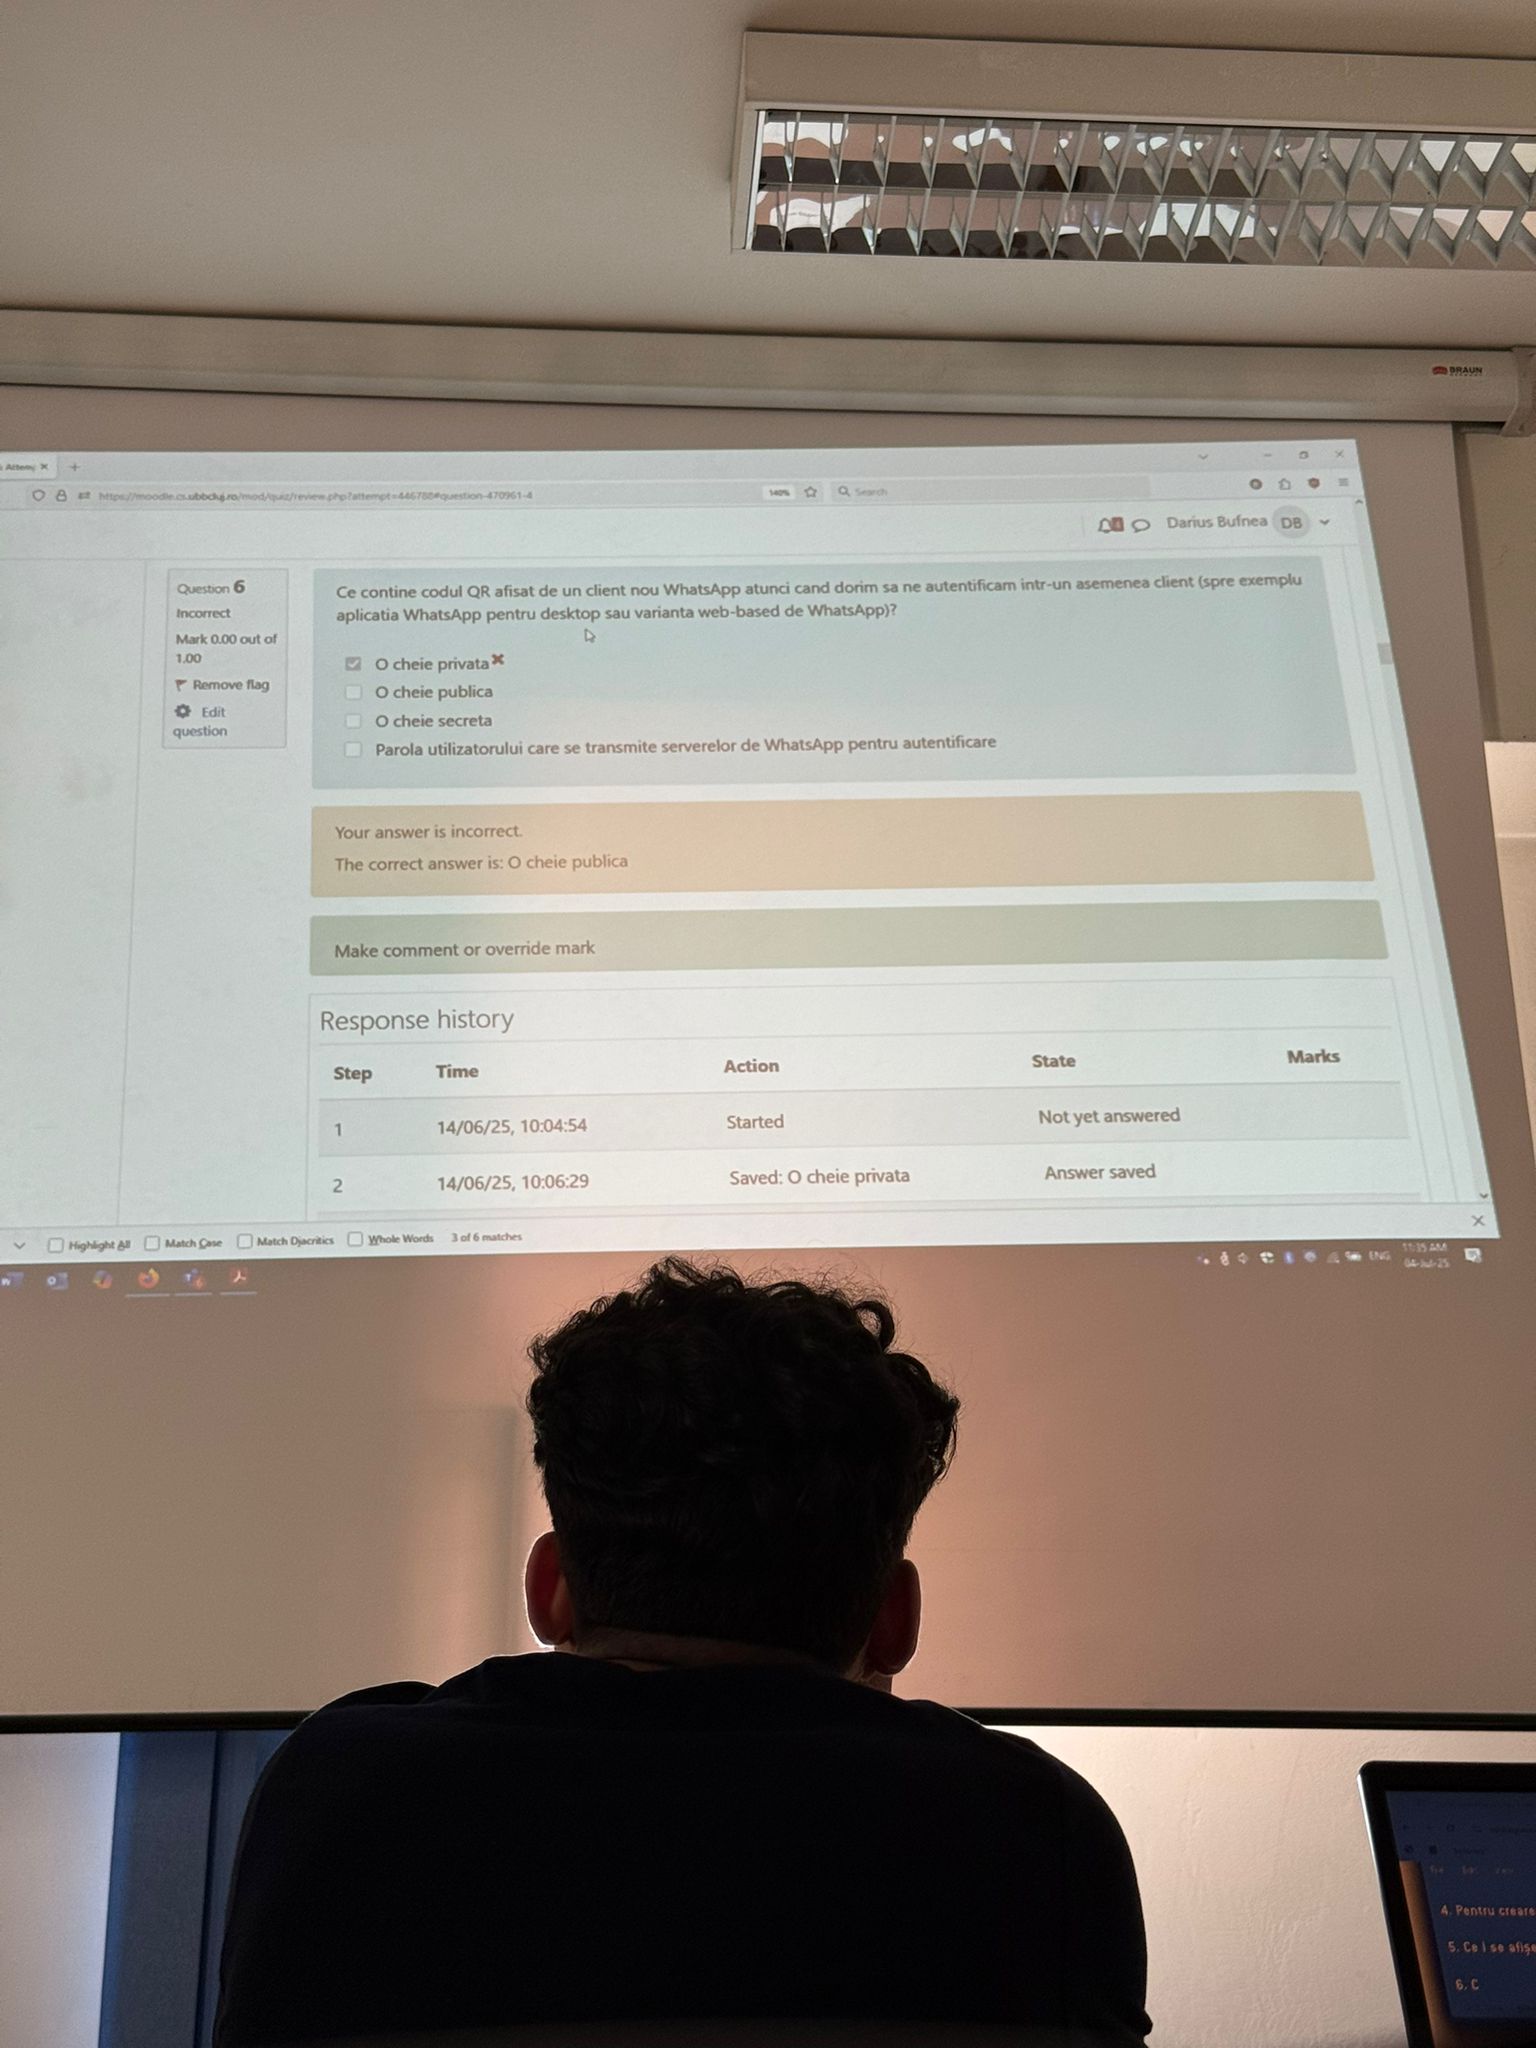 BRAUN
Attemp
https://moodle.cs.ubbcluj.ro/mod/quiz/review.php?attempt=446788#question-470961-4
140%
Search
Darius Bufnea DB
Question 6
Incorrect
Mark 0.00 out of
1.00
Remove flag
Edit
question
Ce contine codul QR afisat de un client nou WhatsApp atunci cand dorim sa ne autentificam intr-un asemenea client (spre exemplu
aplicatia WhatsApp pentru desktop sau varianta web-based de WhatsApp)?
O cheie privata
O cheie publica
O cheie secreta
Parola utilizatorului care se transmite serverelor de WhatsApp pentru autentificare
Your answer is incorrect.
The correct answer is: O cheie publica
Make comment or override mark
Response history
Step Time Action State Marks
1 14/06/25, 10:04:54 Started Not yet answered
2 14/06/25, 10:06:29 Saved: O cheie privata Answer saved
Highlight All Match Case Match Diacritics Whole Words 3 of 6 matches
ENG
11:35 AM
04-Jul-25
4. Pentru creare
5. Ce i se afișe
6. C